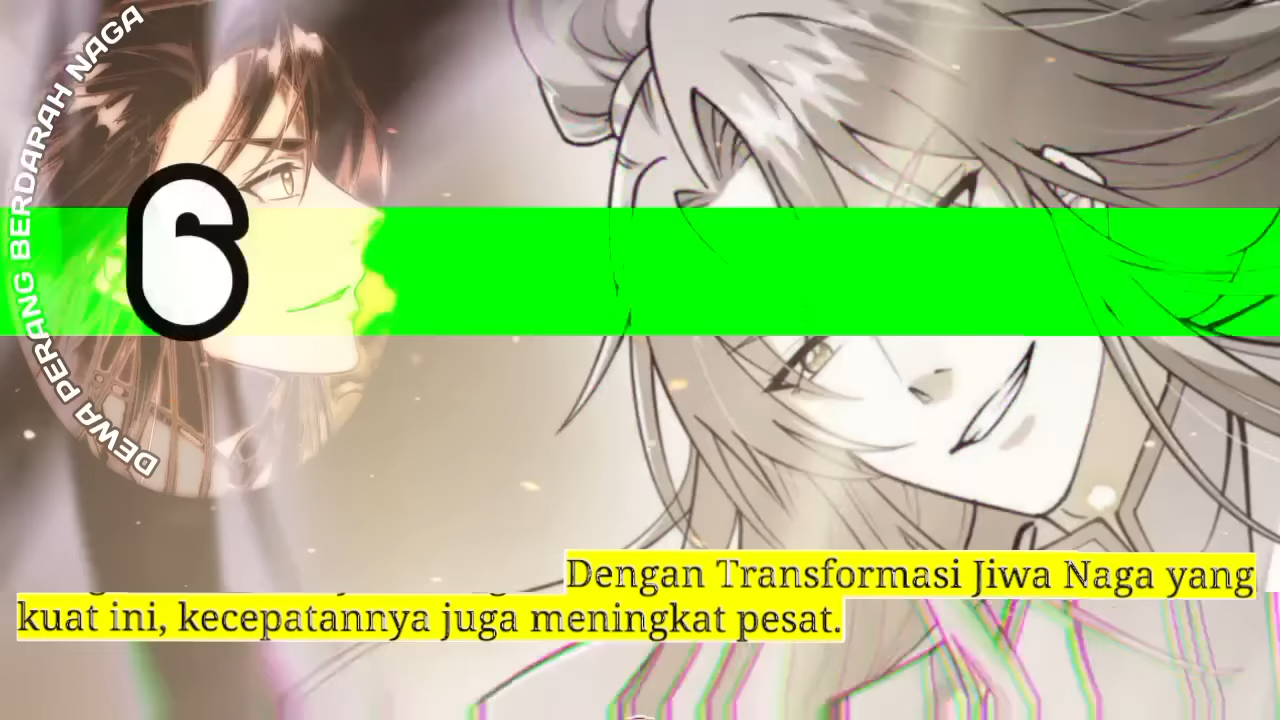 DEWA PERANG BERDARAH NAGA
6
Dengan Transformasi Jiwa Naga yang
kuat ini, kecepatannya juga meningkat pesat.